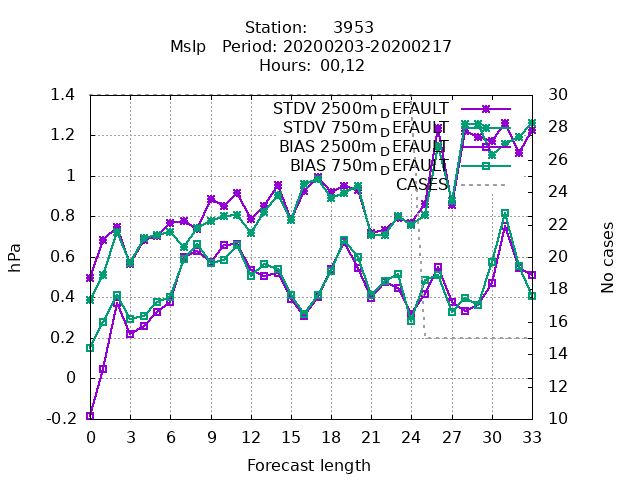 Station: 3953
Mslp Period: 20200203-20200217
Hours: 00,12
STDV 2500m_DEFAULT
STDV 750m_DEFAULT
BIAS 2500m_DEFAULT
BIAS 750m_DEFAULT
CASES
hPa
1.4
1.2
1
0.8
0.6
0.4
0.2
0
-0.2
No cases
30
28
26
24
22
20
18
16
14
12
10
0 3 6 9 12 15 18 21 24 27 30 33
Forecast length